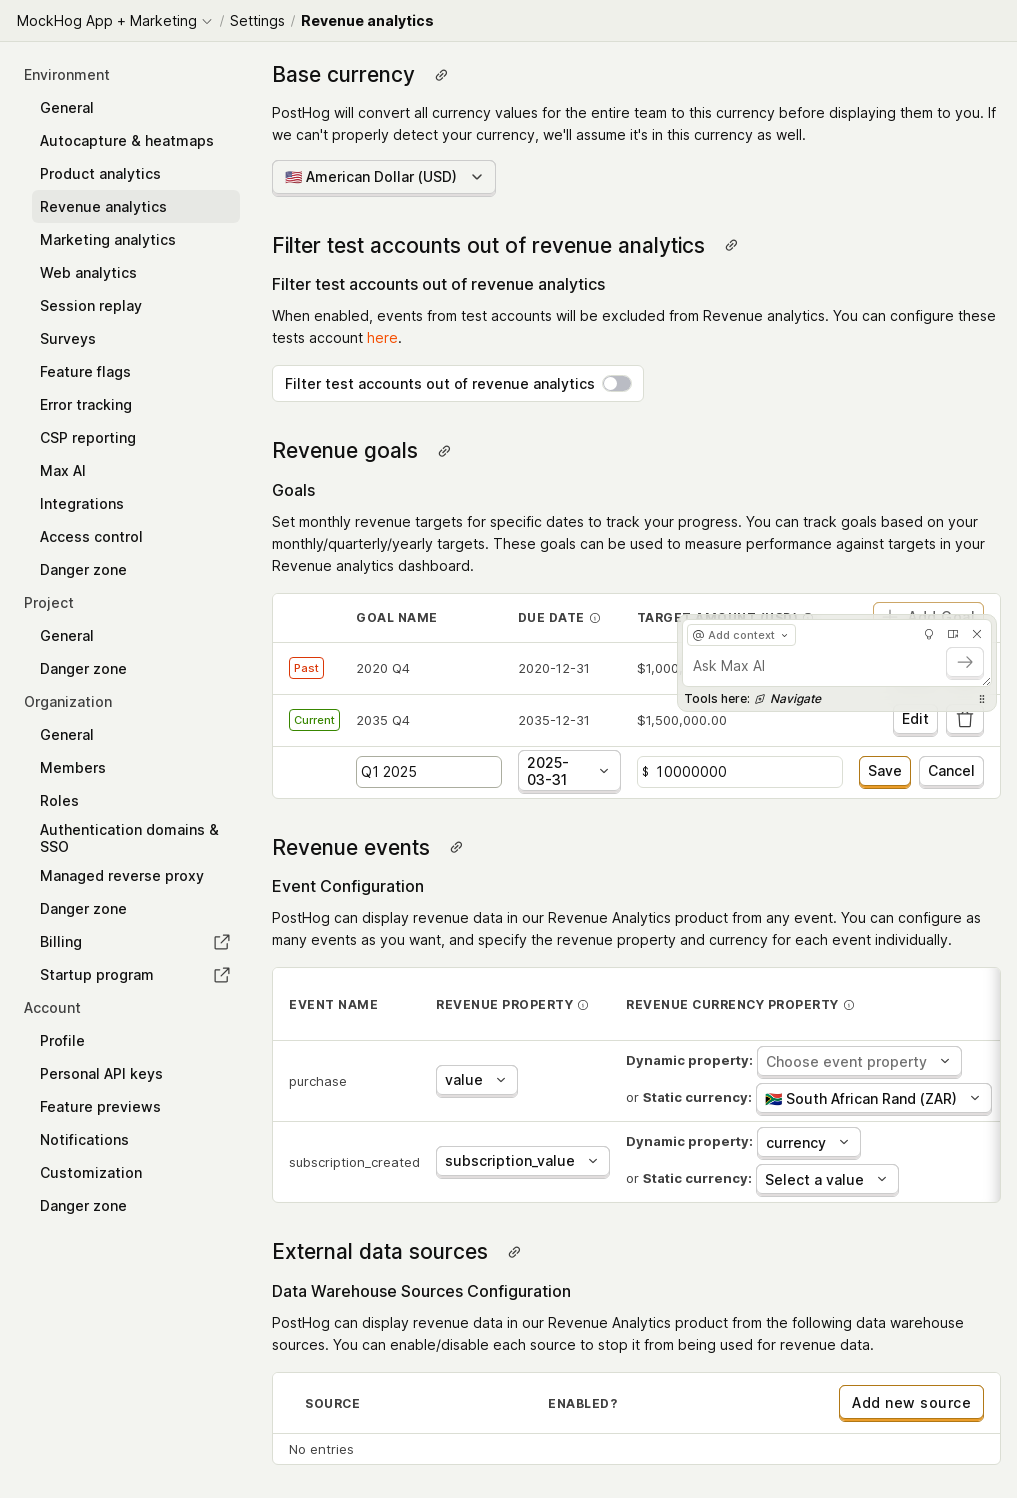 MockHog App + Marketing / Settings / Revenue analytics
Environment
General
Autocapture & heatmaps
Product analytics
Revenue analytics
Marketing analytics
Web analytics
Session replay
Surveys
Feature flags
Error tracking
CSP reporting
Max AI
Integrations
Access control
Danger zone
Project
General
Danger zone
Organization
General
Members
Roles
Authentication domains &
SSO
Managed reverse proxy
Danger zone
Billing
Startup program
Account
Profile
Personal API keys
Feature previews
Notifications
Customization
Danger zone
Base currency
PostHog will convert all currency values for the entire team to this currency before displaying them to you. If
we can't properly detect your currency, we'll assume it's in this currency as well.
🇺🇸 American Dollar (USD)
Filter test accounts out of revenue analytics
Filter test accounts out of revenue analytics
When enabled, events from test accounts will be excluded from Revenue analytics. You can configure these
tests account here.
Filter test accounts out of revenue analytics
Revenue goals
Goals
Set monthly revenue targets for specific dates to track your progress. You can track goals based on your
monthly/quarterly/yearly targets. These goals can be used to measure performance against targets in your
Revenue analytics dashboard.
GOAL NAME DUE DATE TARGET AMOUNT (USD) Add Goal
Past 2020 Q4 2020-12-31 $1,000
@ Add context
Ask Max AI
Tools here: Navigate
Current 2035 Q4 2035-12-31 $1,500,000.00 Edit
Q1 2025 2025-
03-31 $ 10000000 Save Cancel
Revenue events
Event Configuration
PostHog can display revenue data in our Revenue Analytics product from any event. You can configure as
many events as you want, and specify the revenue property and currency for each event individually.
EVENT NAME REVENUE PROPERTY REVENUE CURRENCY PROPERTY
purchase value Dynamic property: Choose event property
or Static currency: 🇿🇦 South African Rand (ZAR)
subscription_created subscription_value Dynamic property: currency
or Static currency: Select a value
External data sources
Data Warehouse Sources Configuration
PostHog can display revenue data in our Revenue Analytics product from the following data warehouse
sources. You can enable/disable each source to stop it from being used for revenue data.
SOURCE ENABLED? Add new source
No entries